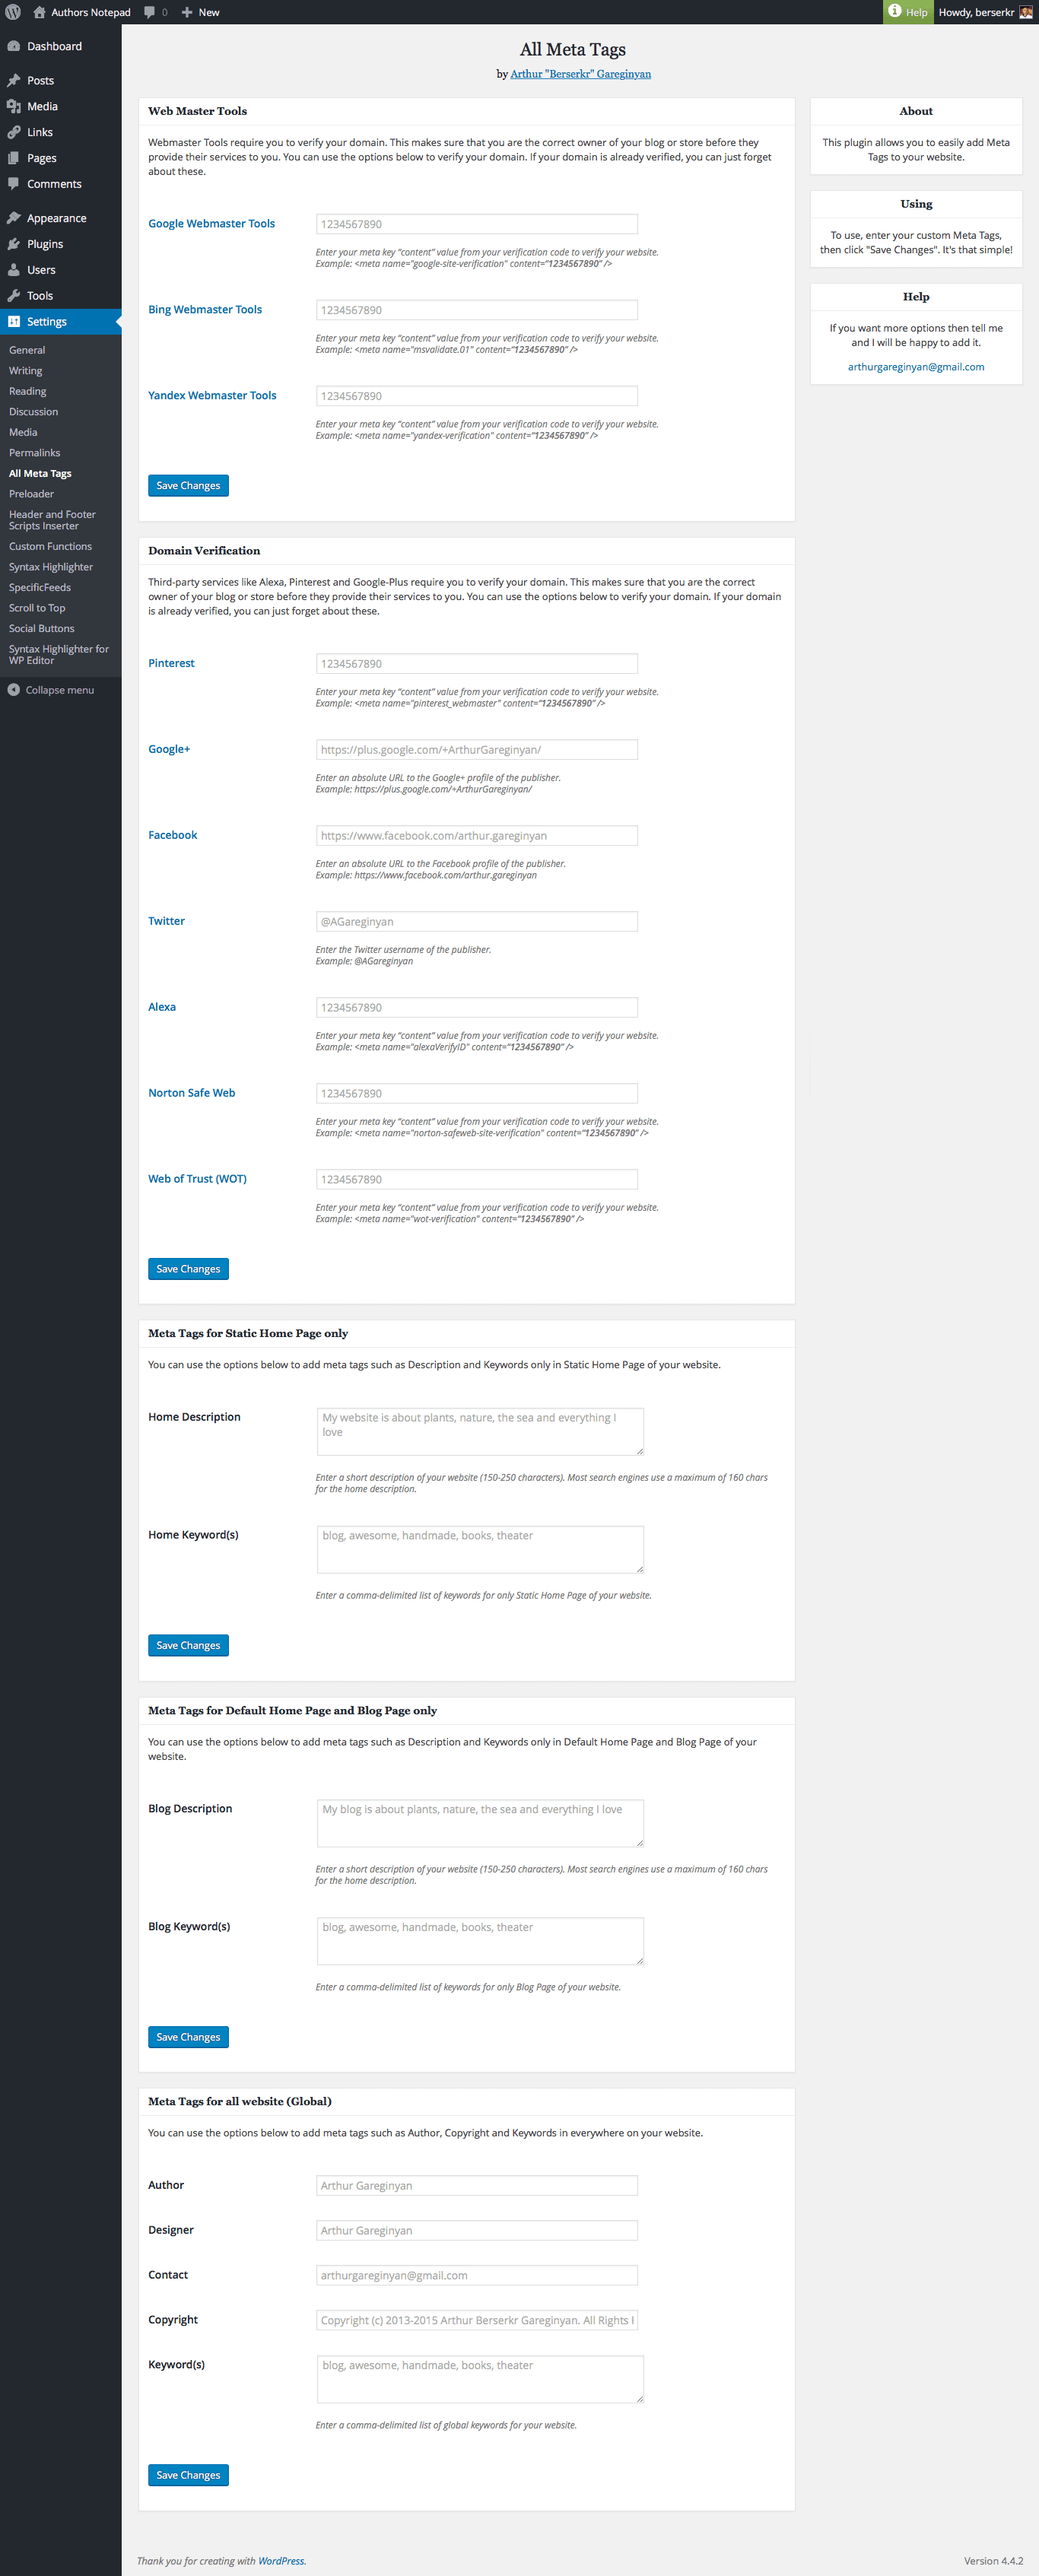 Authors Notepad 0 New Help Howdy, berserkr
Dashboard
Posts
Media
Links
Pages
Comments
Appearance
Plugins
Users
Tools
Settings
General
Writing
Reading
Discussion
Media
Permalinks
All Meta Tags
Preloader
Header and Footer
Scripts Inserter
Custom Functions
Syntax Highlighter
SpecificFeeds
Scroll to Top
Social Buttons
Syntax Highlighter for
WP Editor
Collapse menu
All Meta Tags
by Arthur "Berserkr" Gareginyan
Web Master Tools
Webmaster Tools require you to verify your domain. This makes sure that you are the correct owner of your blog or store before they
provide their services to you. You can use the options below to verify your domain. If your domain is already verified, you can just forget
about these.
Google Webmaster Tools
1234567890
Enter your meta key “content” value from your verification code to verify your website.
Example: <meta name="google-site-verification" content="1234567890" />
Bing Webmaster Tools
1234567890
Enter your meta key “content” value from your verification code to verify your website.
Example: <meta name="msvalidate.01" content="1234567890" />
Yandex Webmaster Tools
1234567890
Enter your meta key “content” value from your verification code to verify your website.
Example: <meta name="yandex-verification" content="1234567890" />
Save Changes
Domain Verification
Third-party services like Alexa, Pinterest and Google-Plus require you to verify your domain. This makes sure that you are the correct
owner of your blog or store before they provide their services to you. You can use the options below to verify your domain. If your domain
is already verified, you can just forget about these.
Pinterest
1234567890
Enter your meta key “content” value from your verification code to verify your website.
Example: <meta name="pinterest_webmaster" content="1234567890" />
Google+
https://plus.google.com/+ArthurGareginyan/
Enter an absolute URL to the Google+ profile of the publisher.
Example: https://plus.google.com/+ArthurGareginyan/
Facebook
https://www.facebook.com/arthur.gareginyan
Enter an absolute URL to the Facebook profile of the publisher.
Example: https://www.facebook.com/arthur.gareginyan
Twitter
@AGareginyan
Enter the Twitter username of the publisher.
Example: @AGareginyan
Alexa
1234567890
Enter your meta key “content” value from your verification code to verify your website.
Example: <meta name="alexaVerifyID" content="1234567890" />
Norton Safe Web
1234567890
Enter your meta key “content” value from your verification code to verify your website.
Example: <meta name="norton-safeweb-site-verification" content="1234567890" />
Web of Trust (WOT)
1234567890
Enter your meta key “content” value from your verification code to verify your website.
Example: <meta name="wot-verification" content="1234567890" />
Save Changes
Meta Tags for Static Home Page only
You can use the options below to add meta tags such as Description and Keywords only in Static Home Page of your website.
Home Description
My website is about plants, nature, the sea and everything I
love
Enter a short description of your website (150-250 characters). Most search engines use a maximum of 160 chars
for the home description.
Home Keyword(s)
blog, awesome, handmade, books, theater
Enter a comma-delimited list of keywords for only Static Home Page of your website.
Save Changes
Meta Tags for Default Home Page and Blog Page only
You can use the options below to add meta tags such as Description and Keywords only in Default Home Page and Blog Page of your
website.
Blog Description
My blog is about plants, nature, the sea and everything I love
Enter a short description of your website (150-250 characters). Most search engines use a maximum of 160 chars
for the home description.
Blog Keyword(s)
blog, awesome, handmade, books, theater
Enter a comma-delimited list of keywords for only Blog Page of your website.
Save Changes
Meta Tags for all website (Global)
You can use the options below to add meta tags such as Author, Copyright and Keywords in everywhere on your website.
Author
Arthur Gareginyan
Designer
Arthur Gareginyan
Contact
arthurgareginyan@gmail.com
Copyright
Copyright (c) 2013-2015 Arthur Berserkr Gareginyan. All Rights
Keyword(s)
blog, awesome, handmade, books, theater
Enter a comma-delimited list of global keywords for your website.
Save Changes
About
This plugin allows you to easily add Meta
Tags to your website.
Using
To use, enter your custom Meta Tags,
then click "Save Changes". It's that simple!
Help
If you want more options then tell me
and I will be happy to add it.
arthurgareginyan@gmail.com
Thank you for creating with WordPress.
Version 4.4.2